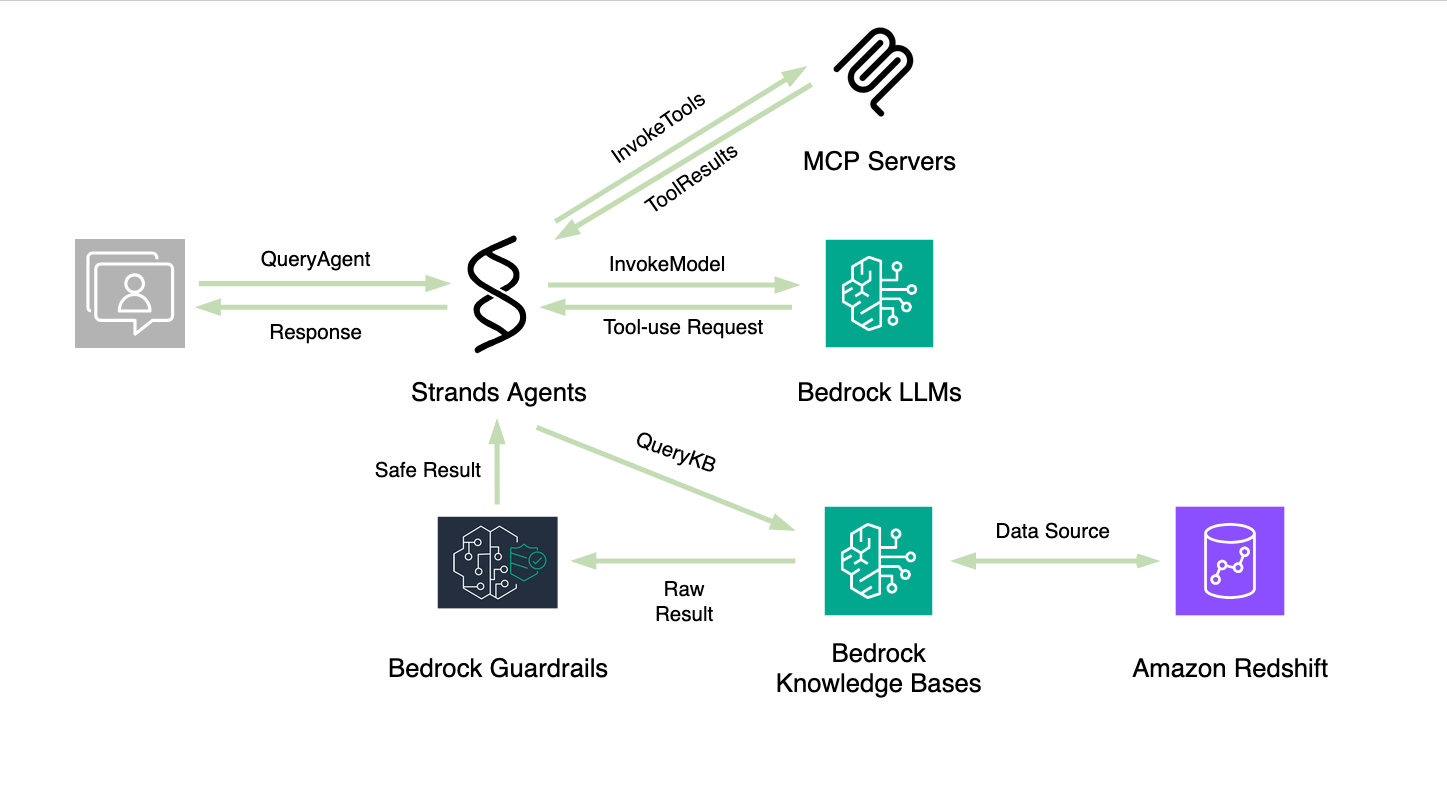 InvokeTools
ToolResults
MCP Servers
QueryAgent
Response
InvokeModel
Tool-use Request
Strands Agents
Bedrock LLMs
Safe Result
QueryKB
Data Source
Raw
Result
Bedrock Guardrails
Bedrock
Knowledge Bases
Amazon Redshift